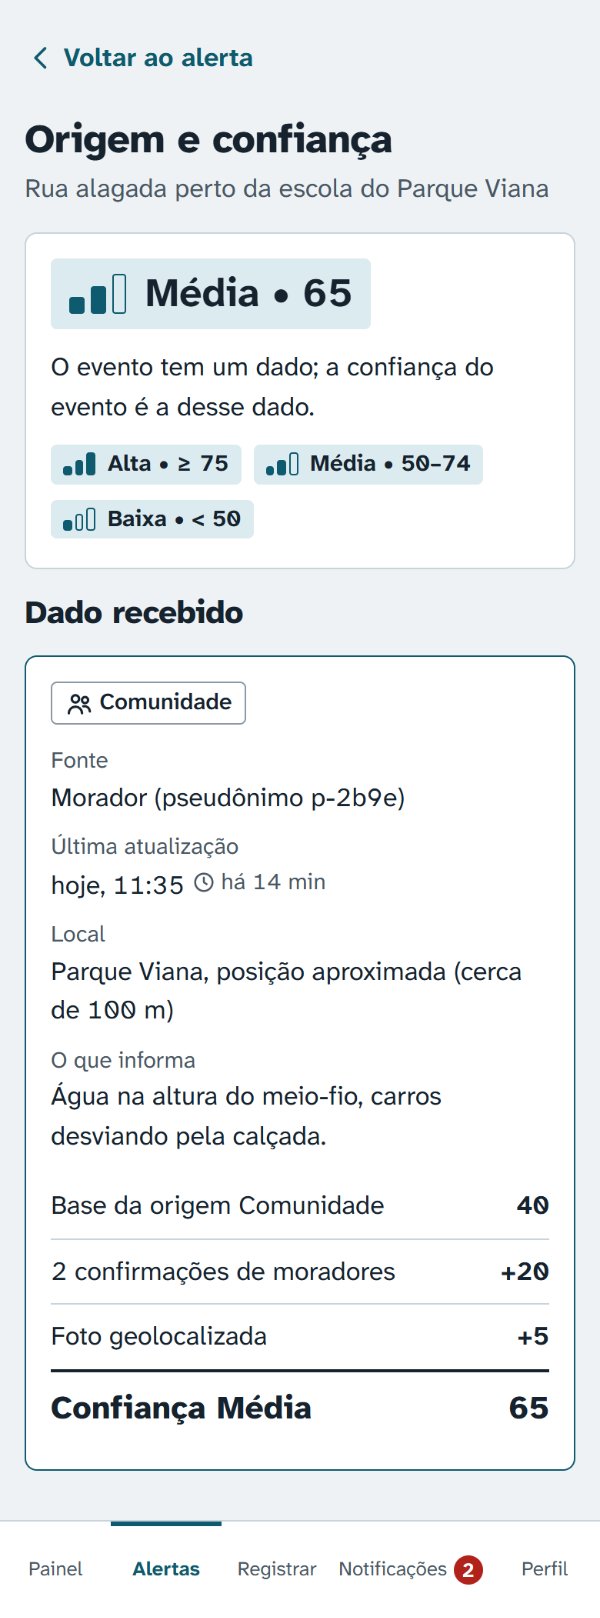 Voltar ao alerta
Origem e confiança
Rua alagada perto da escola do Parque Viana
Média • 65
O evento tem um dado; a confiança do
evento é a desse dado.
Alta • ≥ 75
Média • 50–74
Baixa • < 50
Dado recebido
Comunidade
Fonte
Morador (pseudônimo p-2b9e)
Última atualização
hoje, 11:35 há 14 min
Local
Parque Viana, posição aproximada (cerca
de 100 m)
O que informa
Água na altura do meio-fio, carros
desviando pela calçada.
Base da origem Comunidade 40
2 confirmações de moradores +20
Foto geolocalizada +5
Confiança Média 65
Painel Alertas Registrar Notificações 2 Perfil